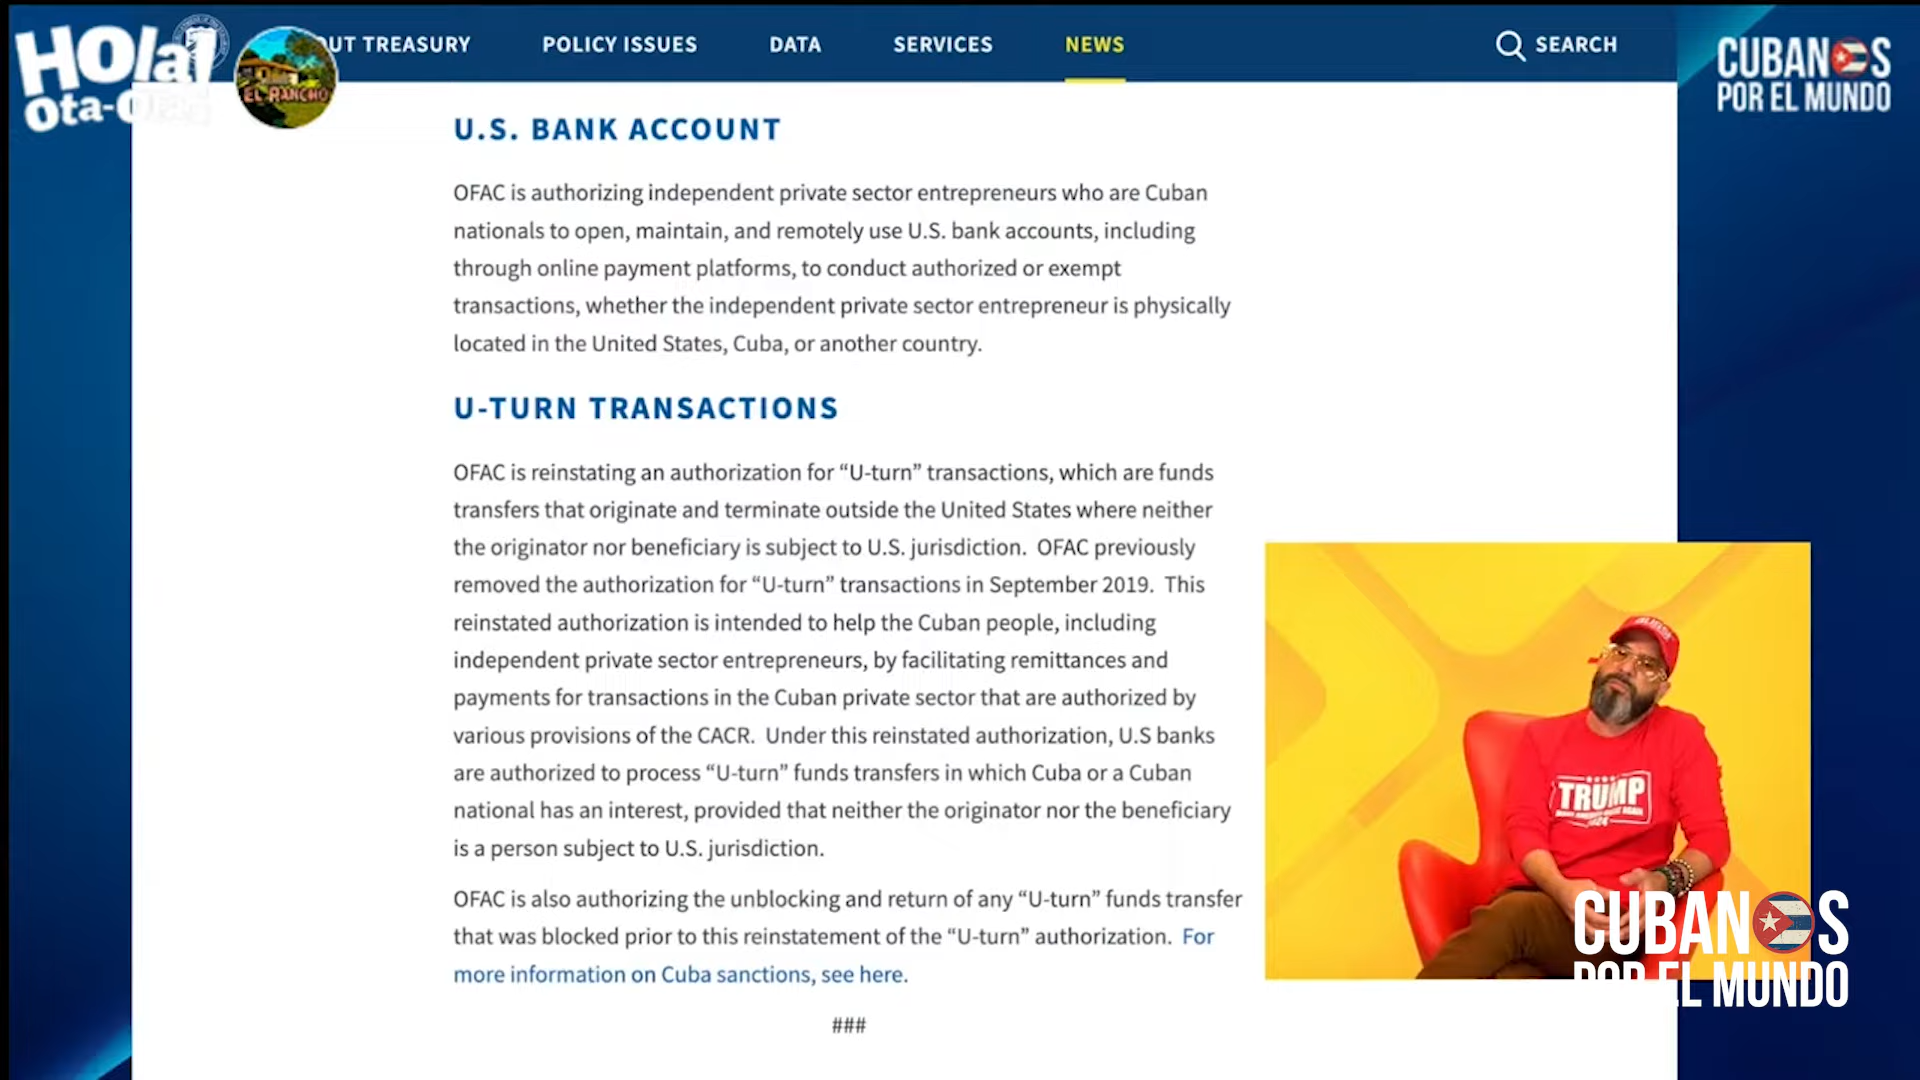 HOla!
Ota-Ofac
EL RANCHO
UT TREASURY
POLICY ISSUES
DATA
SERVICES
NEWS
SEARCH
CUBANOS
POR EL MUNDO
U.S. BANK ACCOUNT
OFAC is authorizing independent private sector entrepreneurs who are Cuban
nationals to open, maintain, and remotely use U.S. bank accounts, including
through online payment platforms, to conduct authorized or exempt
transactions, whether the independent private sector entrepreneur is physically
located in the United States, Cuba, or another country.
U-TURN TRANSACTIONS
OFAC is reinstating an authorization for “U-turn” transactions, which are funds
transfers that originate and terminate outside the United States where neither
the originator nor beneficiary is subject to U.S. jurisdiction.  OFAC previously
removed the authorization for “U-turn” transactions in September 2019.  This
reinstated authorization is intended to help the Cuban people, including
independent private sector entrepreneurs, by facilitating remittances and
payments for transactions in the Cuban private sector that are authorized by
various provisions of the CACR.  Under this reinstated authorization, U.S banks
are authorized to process “U-turn” funds transfers in which Cuba or a Cuban
national has an interest, provided that neither the originator nor the beneficiary
is a person subject to U.S. jurisdiction.
OFAC is also authorizing the unblocking and return of any “U-turn” funds transfer
that was blocked prior to this reinstatement of the “U-turn” authorization.  For
more information on Cuba sanctions, see here.
###
TRUMP
CUBANOS
POR EL MUNDO